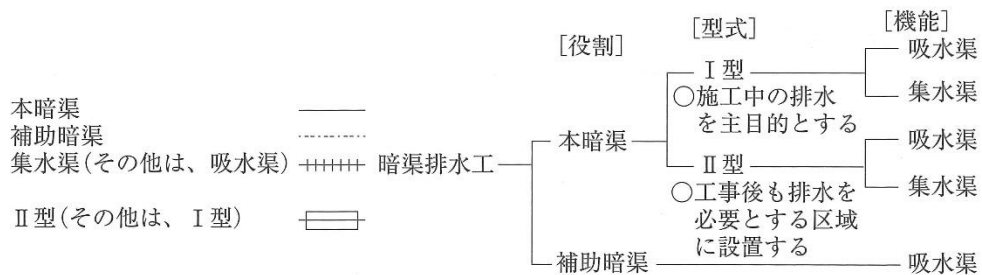 [役割]
[型式]
[機能]
本暗渠
補助暗渠
集水渠(その他は、吸水渠)
Ⅱ型(その他は、Ⅰ型)
暗渠排水工
本暗渠
Ⅰ型
○施工中の排水
を主目的とする
吸水渠
集水渠
Ⅱ型
○工事後も排水を
必要とする区域
に設置する
吸水渠
集水渠
補助暗渠
吸水渠